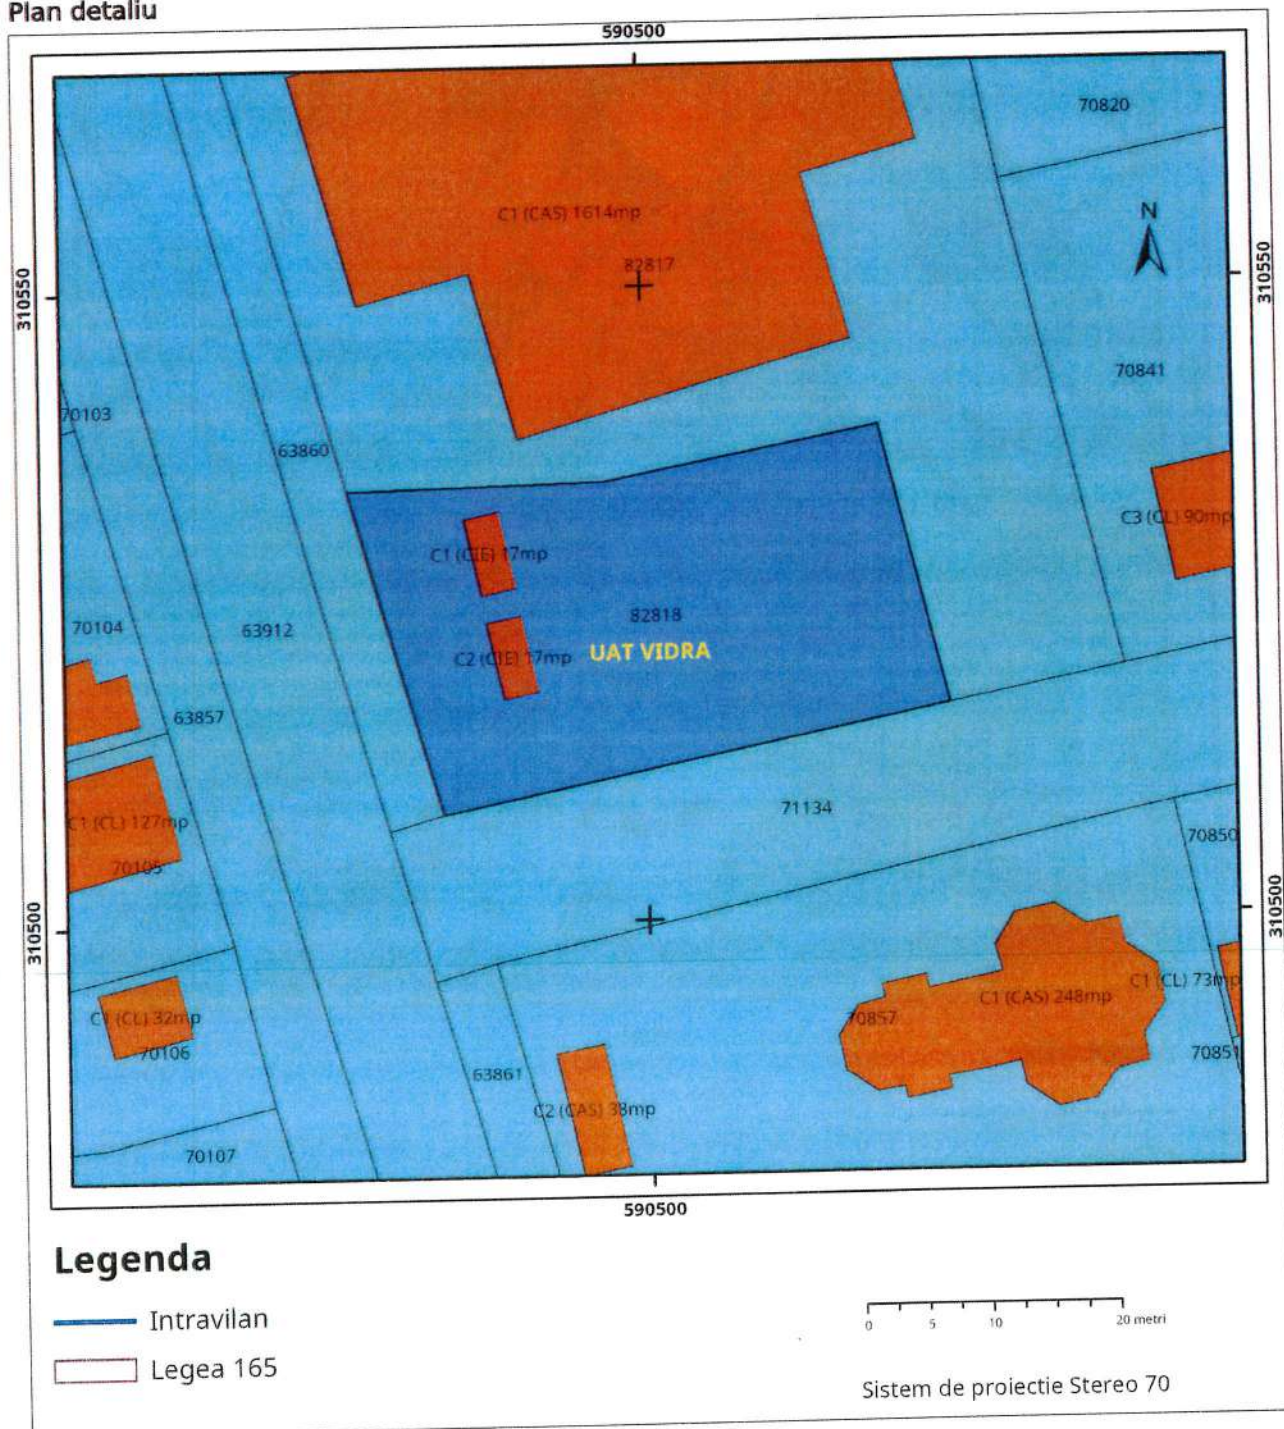 Plan detaliu
590500
70820
C1 (CAS) 1614mp
N
82817
310550
310550
70841
70103
63860
C3 (CL) 90mp
C1 (CIE) 17mp
82818
70104
63912
C2 (CIE) 17mp
UAT VIDRA
63857
71134
C1 (CL) 127mp
70850
70105
310500
310500
C1 (CL) 73mp
C1 (CAS) 248mp
C1 (CL) 32mp
70857
70106
70851
63861
C2 (CAS) 38mp
70107
590500
Legenda
Intravilan
0 5 10 20 metri
Legea 165
Sistem de proiectie Stereo 70